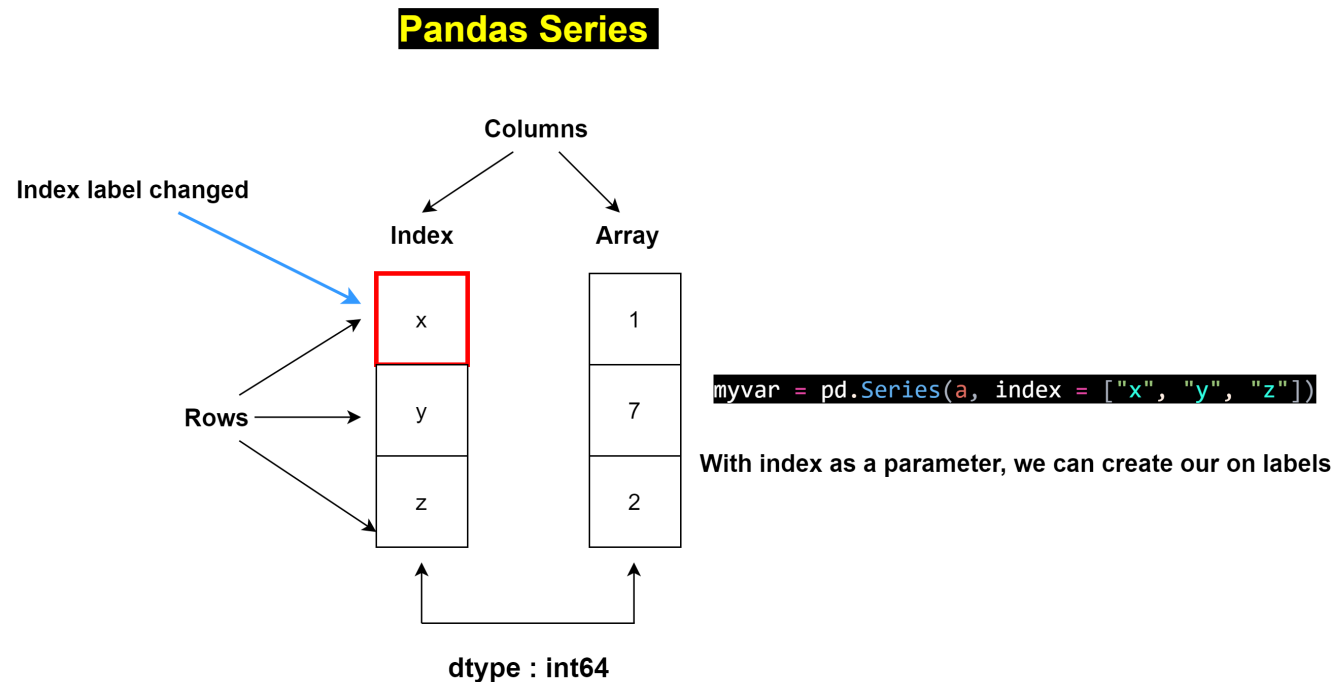 Pandas Series
Columns
Index label changed
Index
Array
x
1
Rows
y
7
myvar = pd.Series(a, index = ["x", "y", "z"])
With index as a parameter, we can create our on labels
z
2
dtype : int64